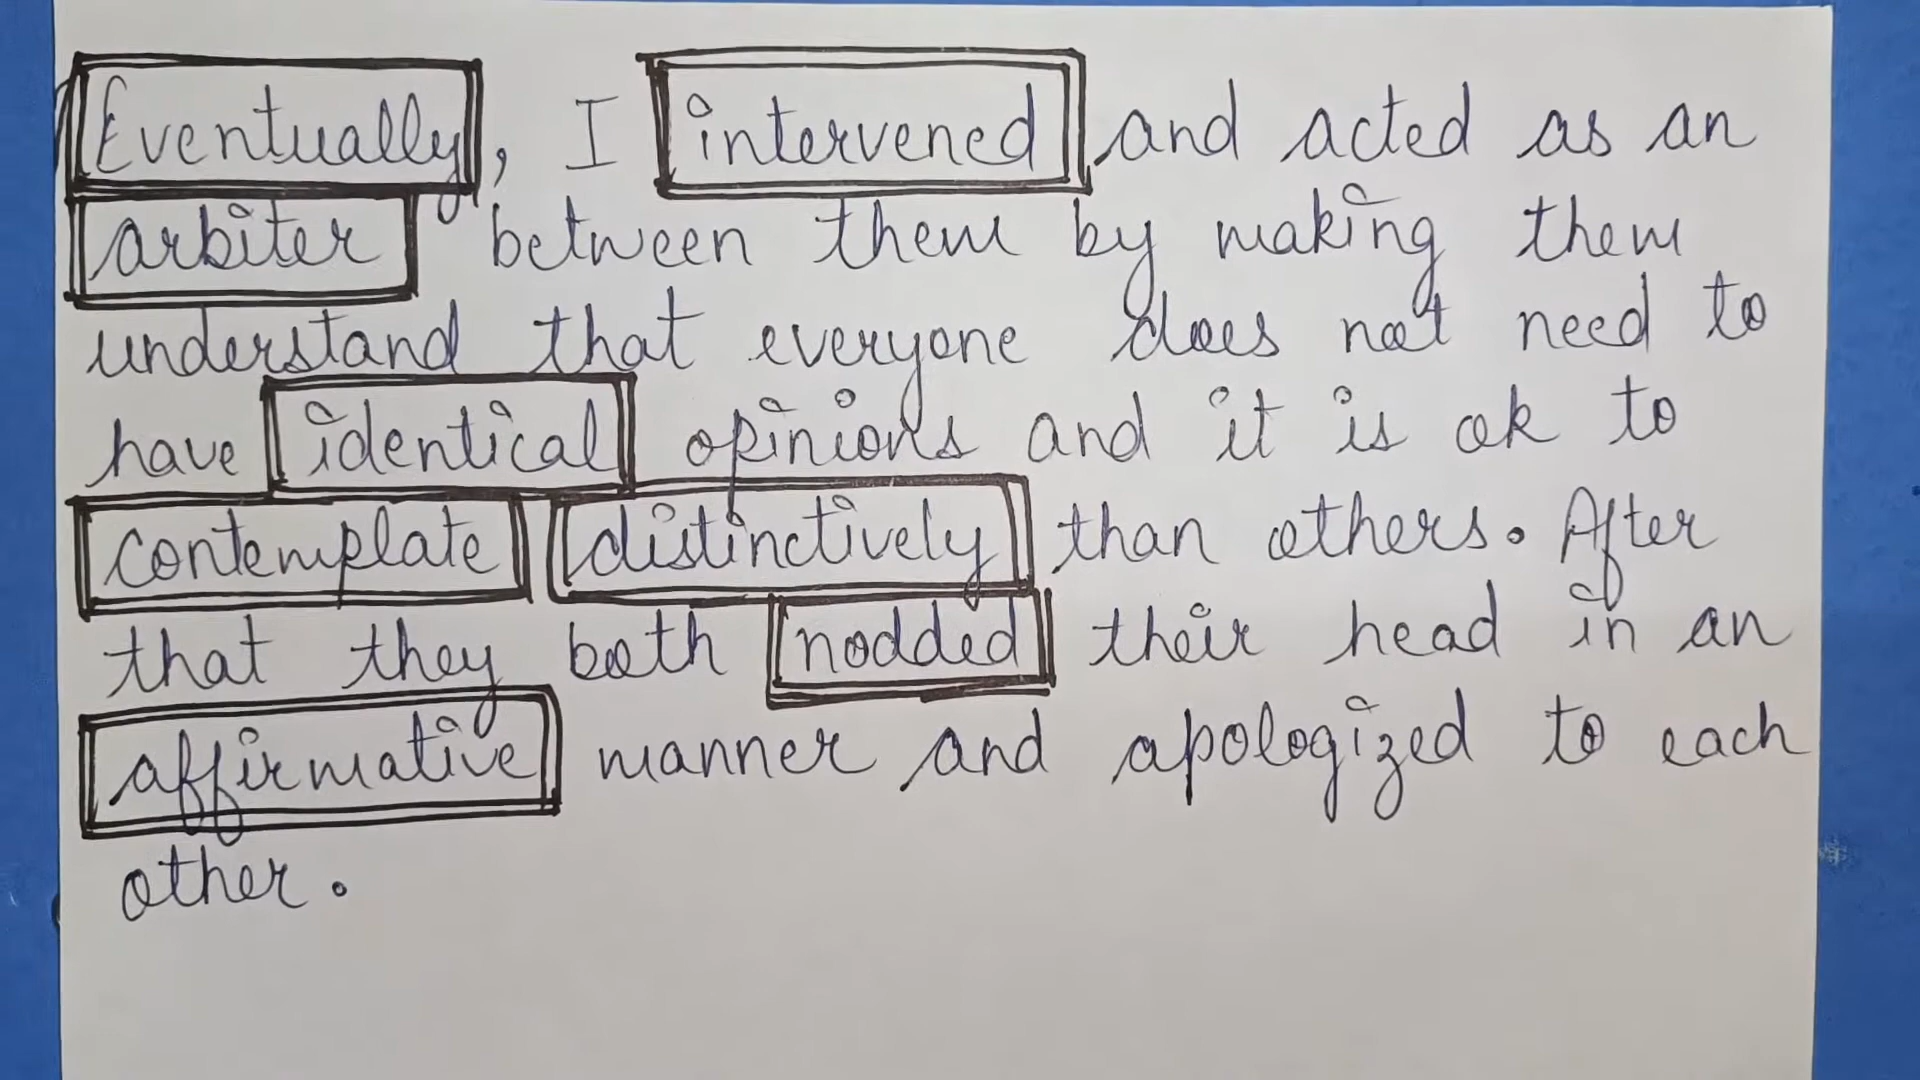 Eventually, I intervened and acted as an
arbiter between them by making them
understand that everyone does not need to
have identical opinions and it is ok to
contemplate distinctively than others. After
that they both nodded their head in an
affirmative manner and apologized to each
other.